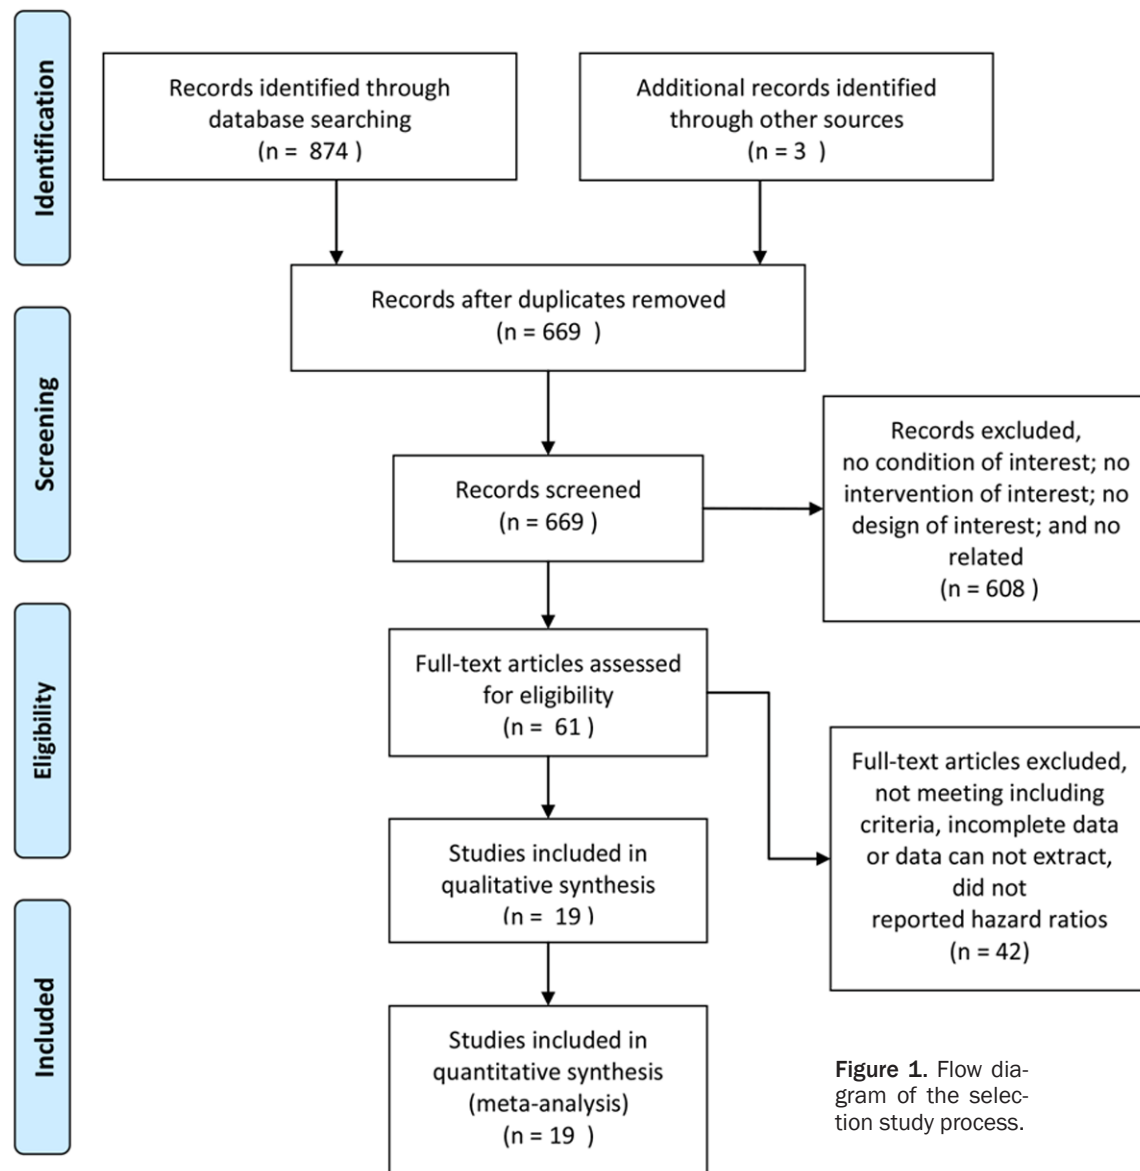 Identification
Records identified through
database searching
(n = 874 )
Additional records identified
through other sources
(n = 3 )
Records after duplicates removed
(n = 669 )
Screening
Records screened
(n = 669 )
Records excluded,
no condition of interest; no
intervention of interest; no
design of interest; and no
related
(n = 608 )
Eligibility
Full-text articles assessed
for eligibility
(n = 61 )
Full-text articles excluded,
not meeting including
criteria, incomplete data
or data can not extract,
did not
reported hazard ratios
(n = 42)
Studies included in
qualitative synthesis
(n = 19 )
Included
Studies included in
quantitative synthesis
(meta-analysis)
(n = 19 )
Figure 1. Flow dia-
gram of the selec-
tion study process.